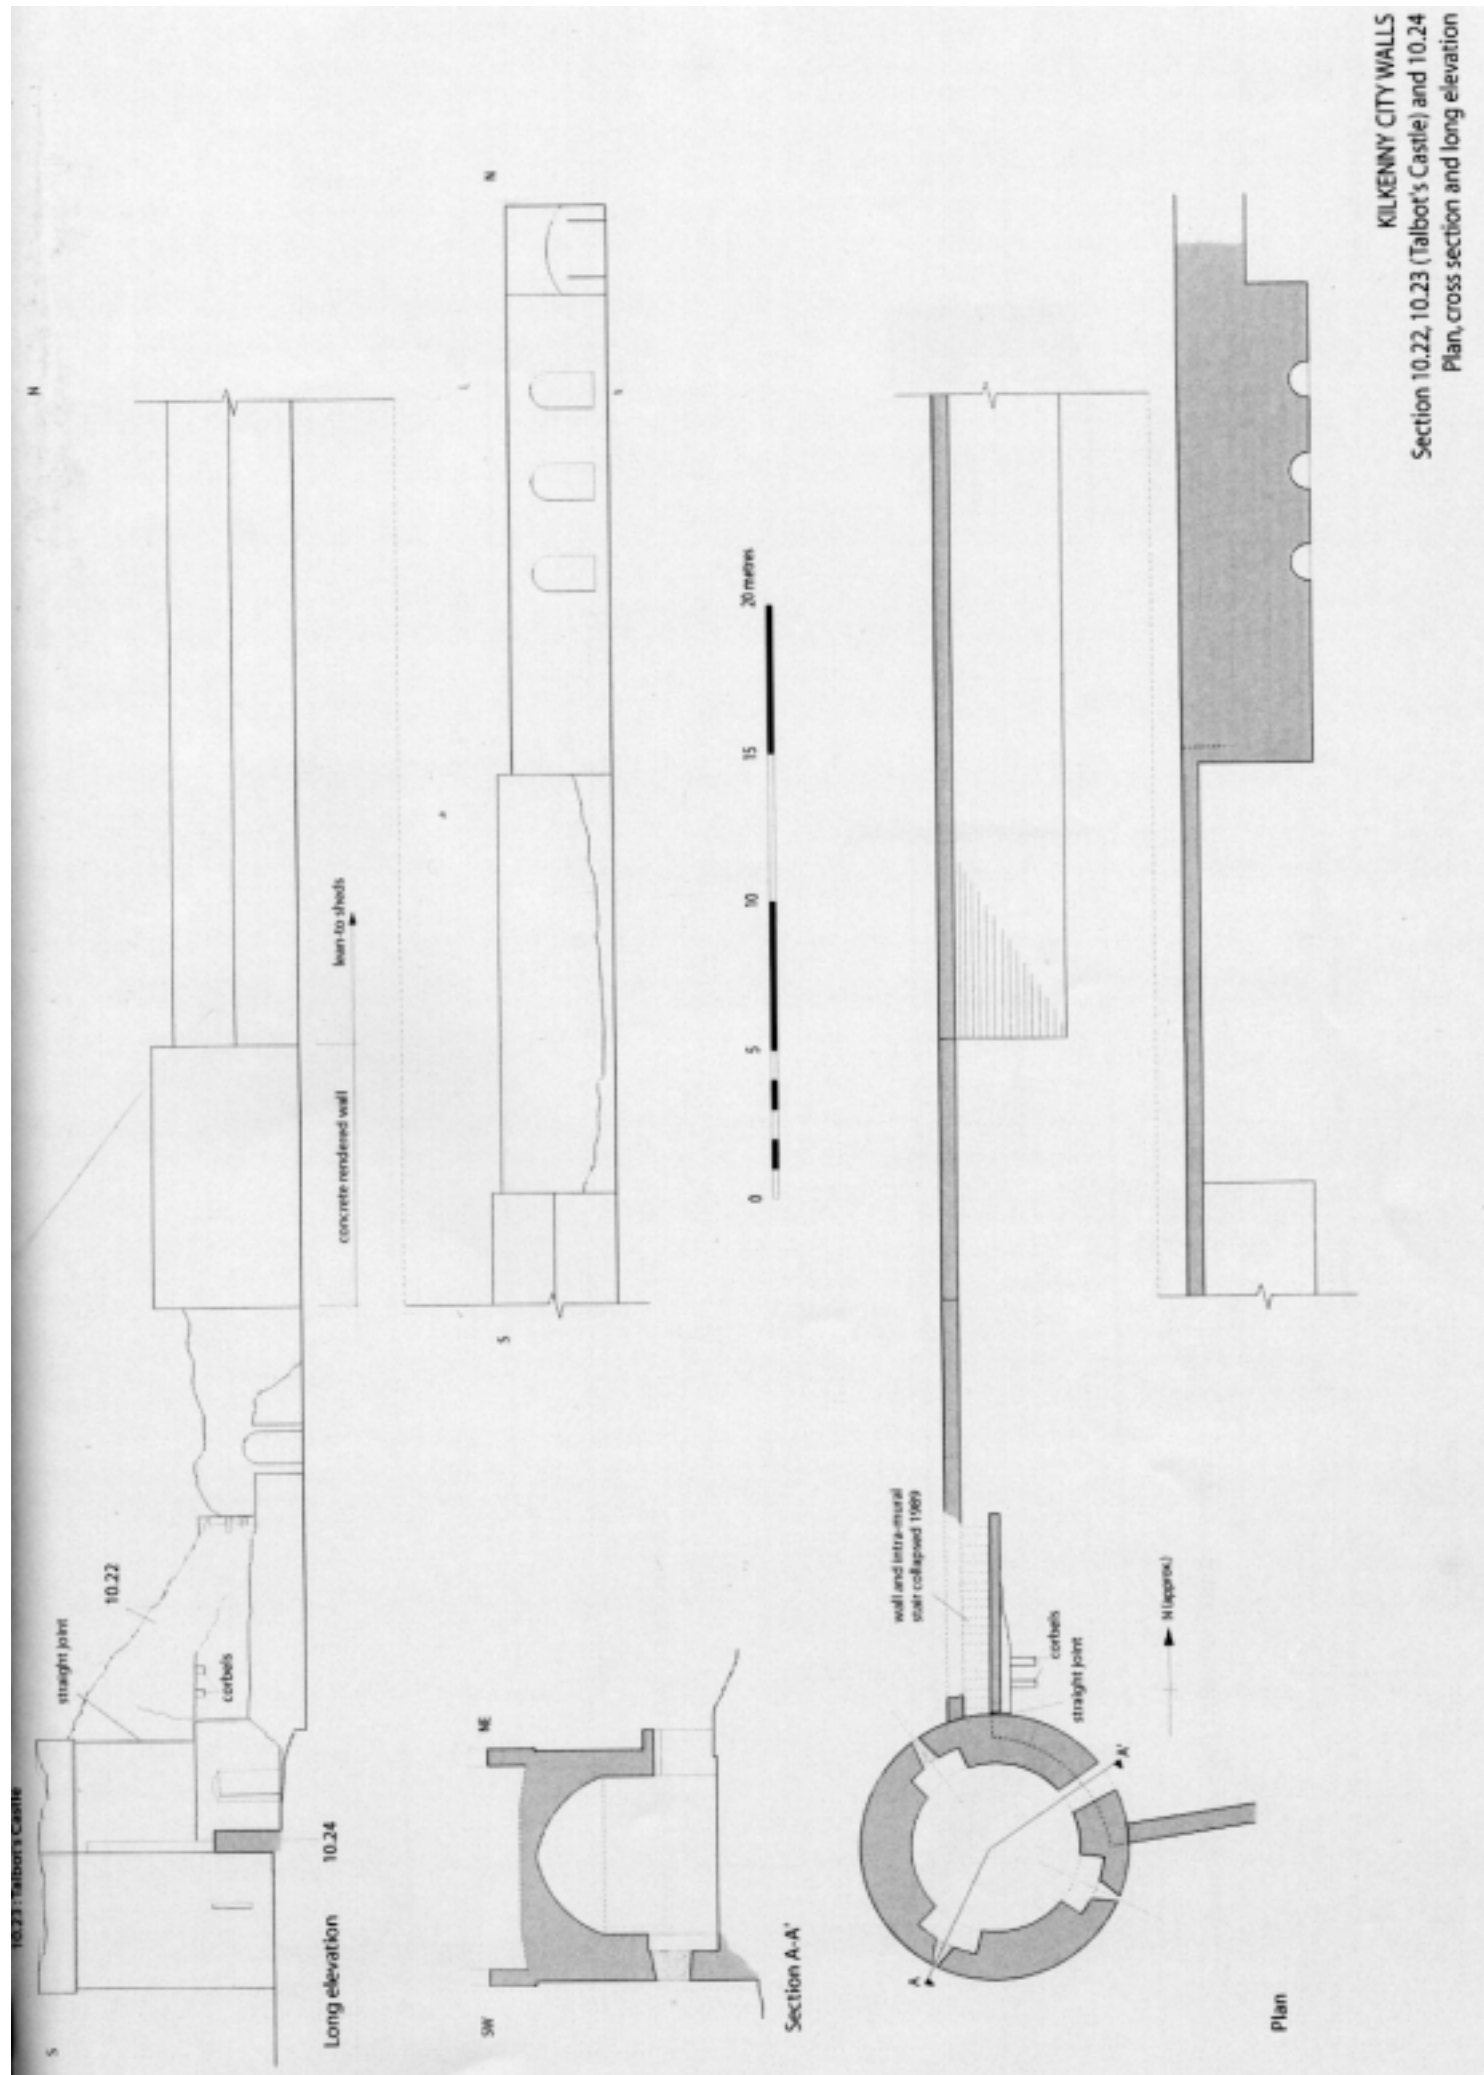 KILKENNY CITY WALLS
Section 10.22, 10.23 (Talbot's Castle) and 10.24
Plan, cross section and long elevation
10.23 : Talbot's Castle
S
N
straight joint
10.22
corbels
concrete rendered wall
lean-to sheds
10.24
Long elevation
S
N
SW
NE
Section A-A'
0
5
10
15
20 metres
wall and intra-mural
stair collapsed 1989
corbels
straight joint
N (approx.)
A
A'
Plan